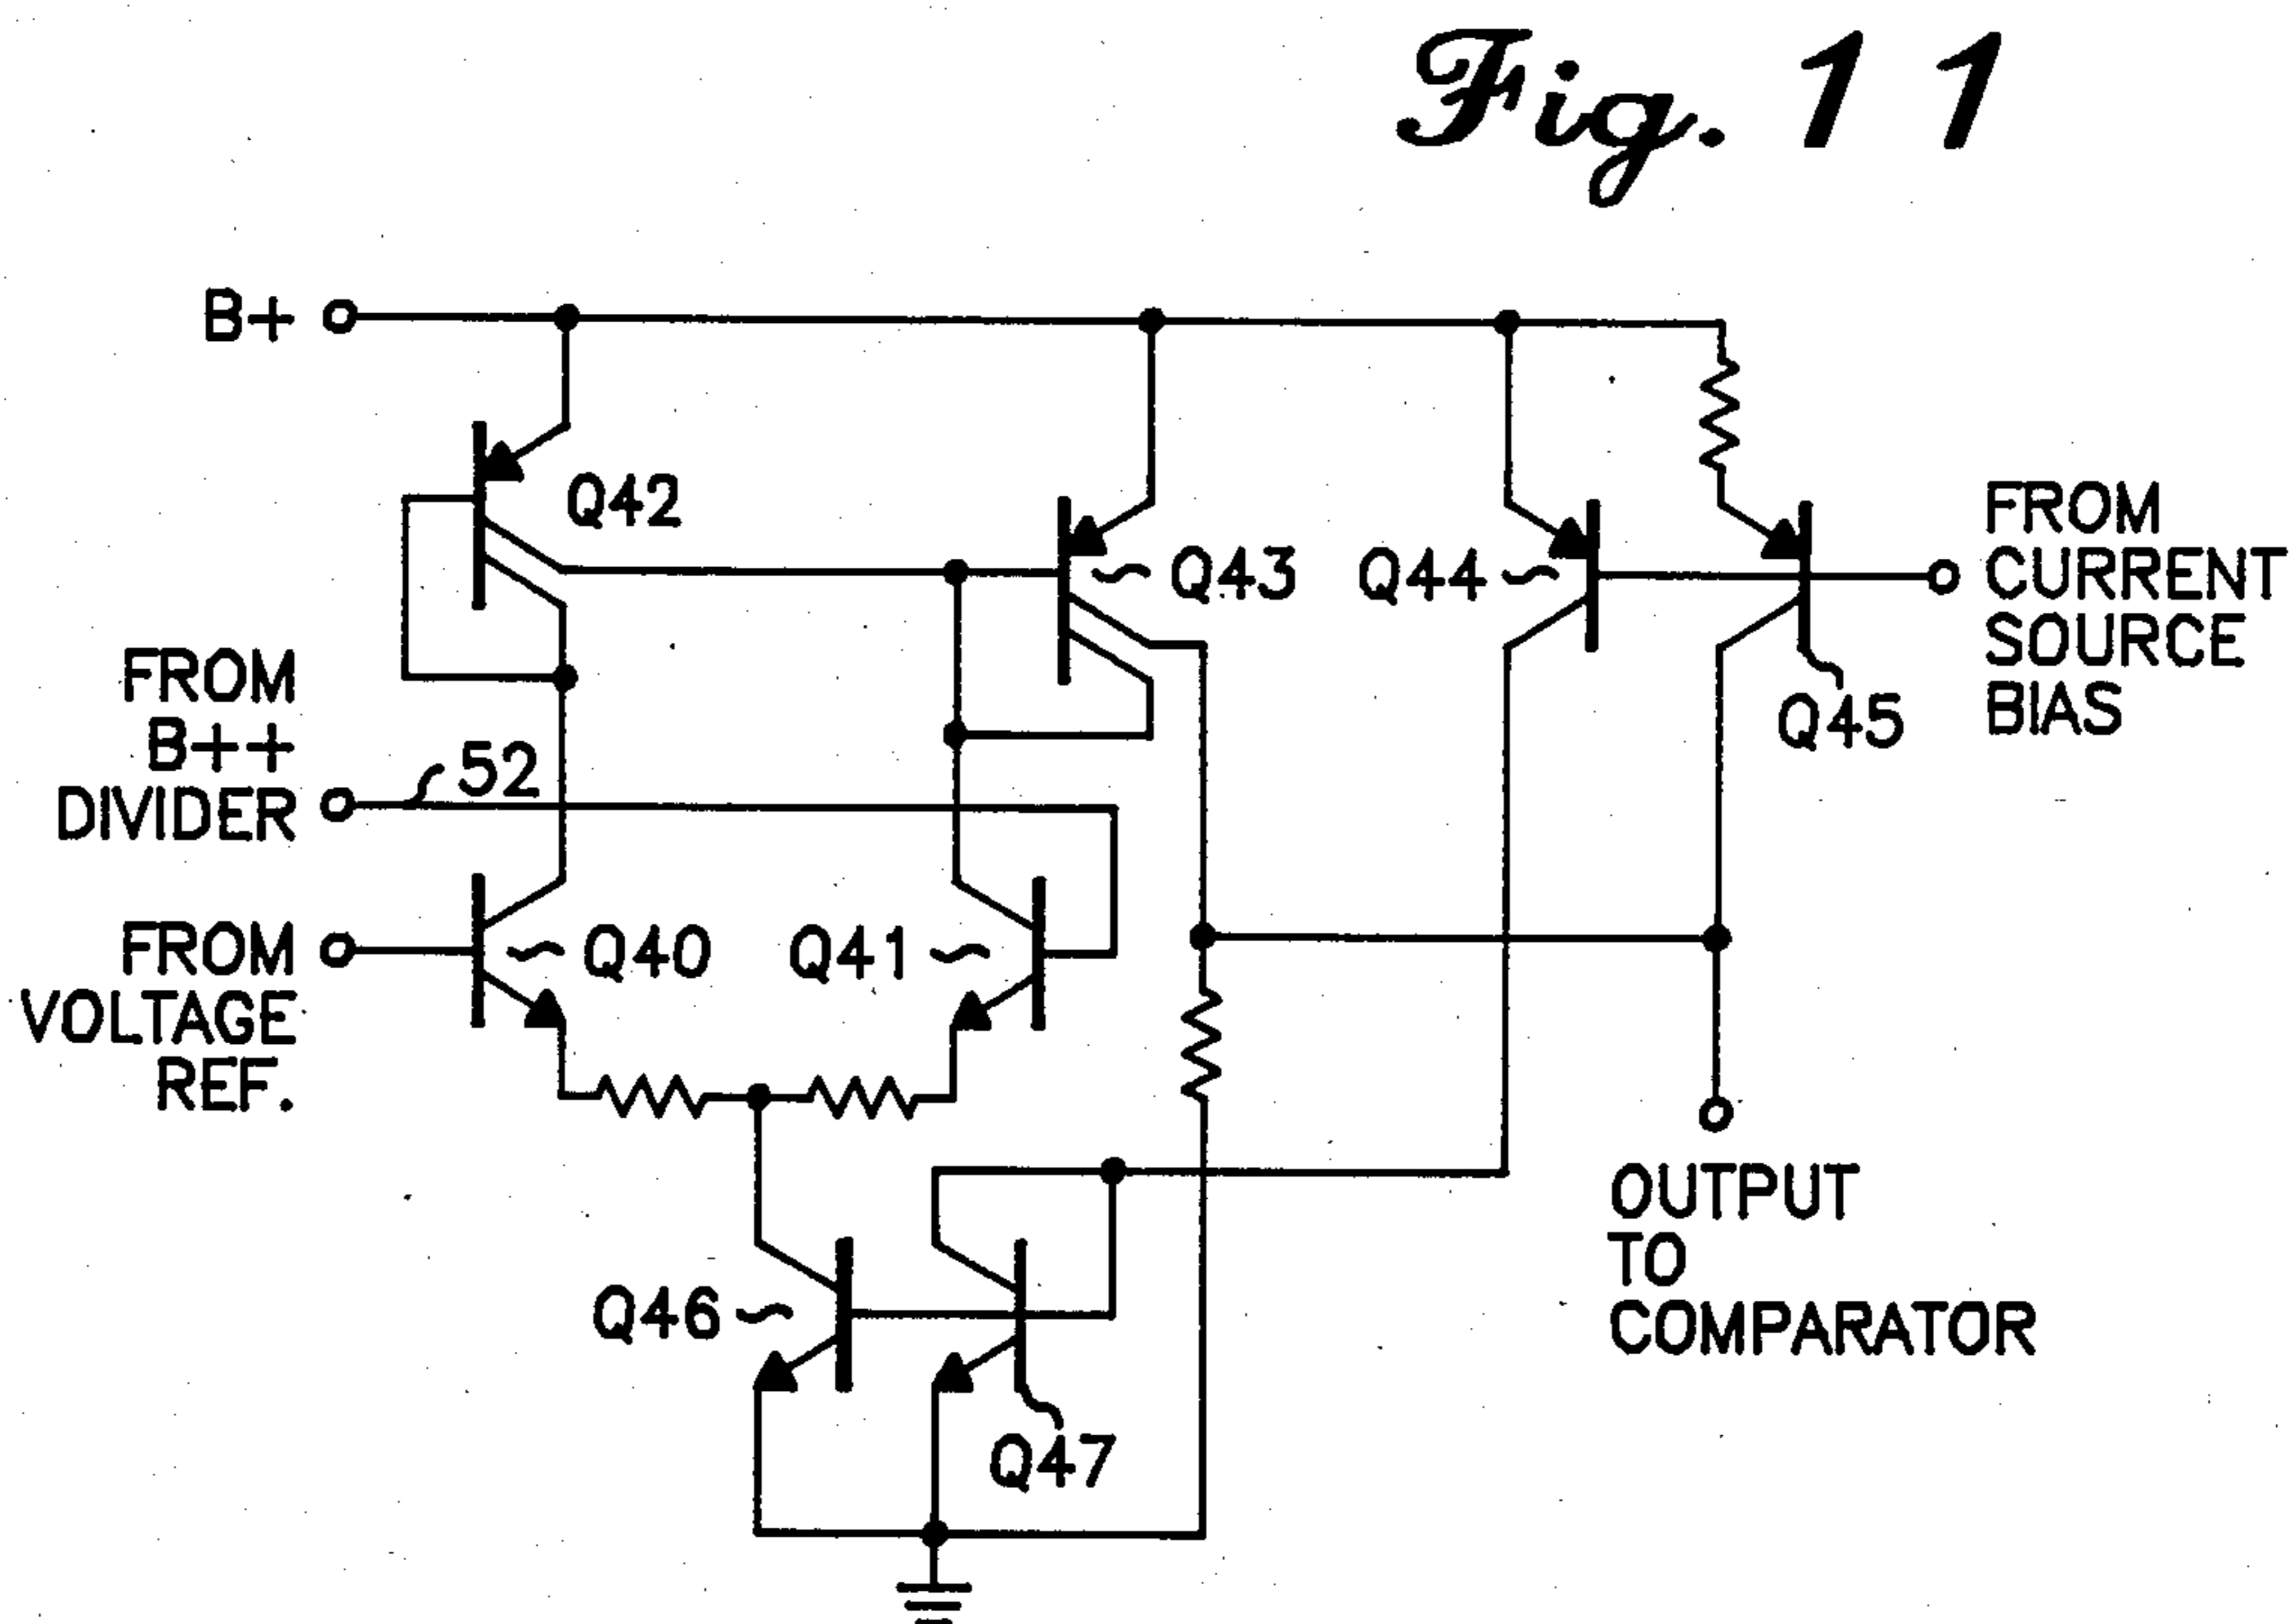 Fig. 11
B+
Q42
Q43
Q44
FROM
CURRENT
SOURCE
BIAS
Q45
FROM
B++
DIVIDER
52
FROM
VOLTAGE
REF.
Q40
Q41
OUTPUT
TO
COMPARATOR
Q46
Q47